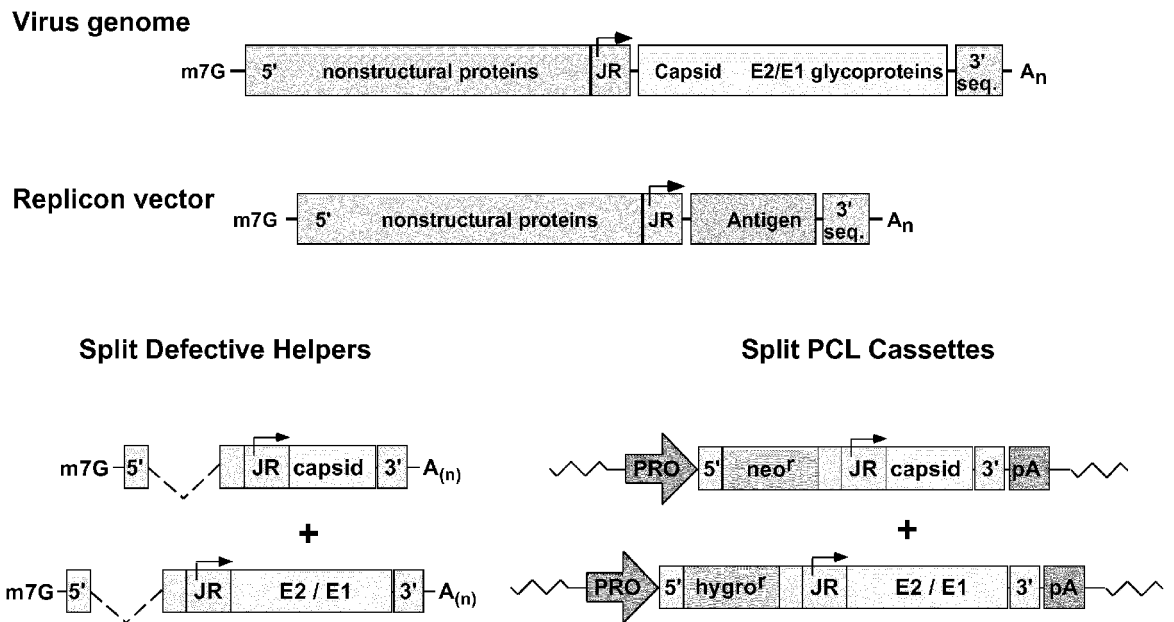 Virus genome
m7G 5' nonstructural proteins JR Capsid E2/E1 glycoproteins 3' seq. An
Replicon vector
m7G 5' nonstructural proteins JR Antigen 3' seq. An
Split Defective Helpers
m7G 5' JR capsid 3' A(n)
+
m7G 5' JR E2 / E1 3' A(n)
Split PCL Cassettes
PRO 5' neor JR capsid 3' pA
+
PRO 5' hygror JR E2 / E1 3' pA